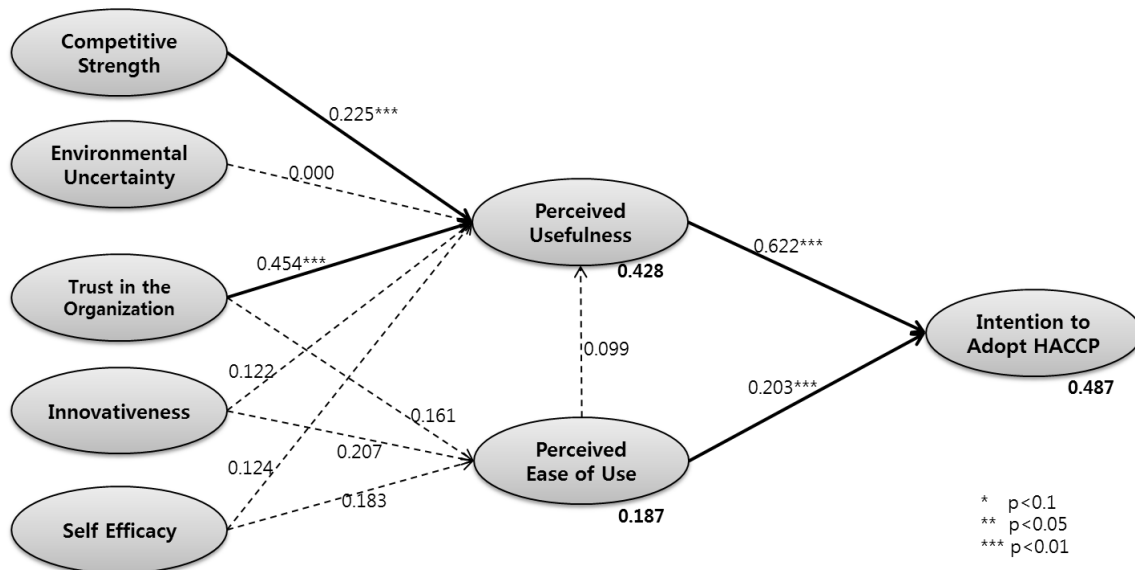 Competitive
Strength
0.225***
Environmental
Uncertainty
0.000
Perceived
Usefulness
0.428
0.622***
Trust in the
Organization
0.454***
Intention to
Adopt HACCP
0.487
0.099
0.122
Innovativeness
0.161
0.203***
0.207
Perceived
Ease of Use
0.187
0.124
0.183
Self Efficacy
* p<0.1
** p<0.05
*** p<0.01